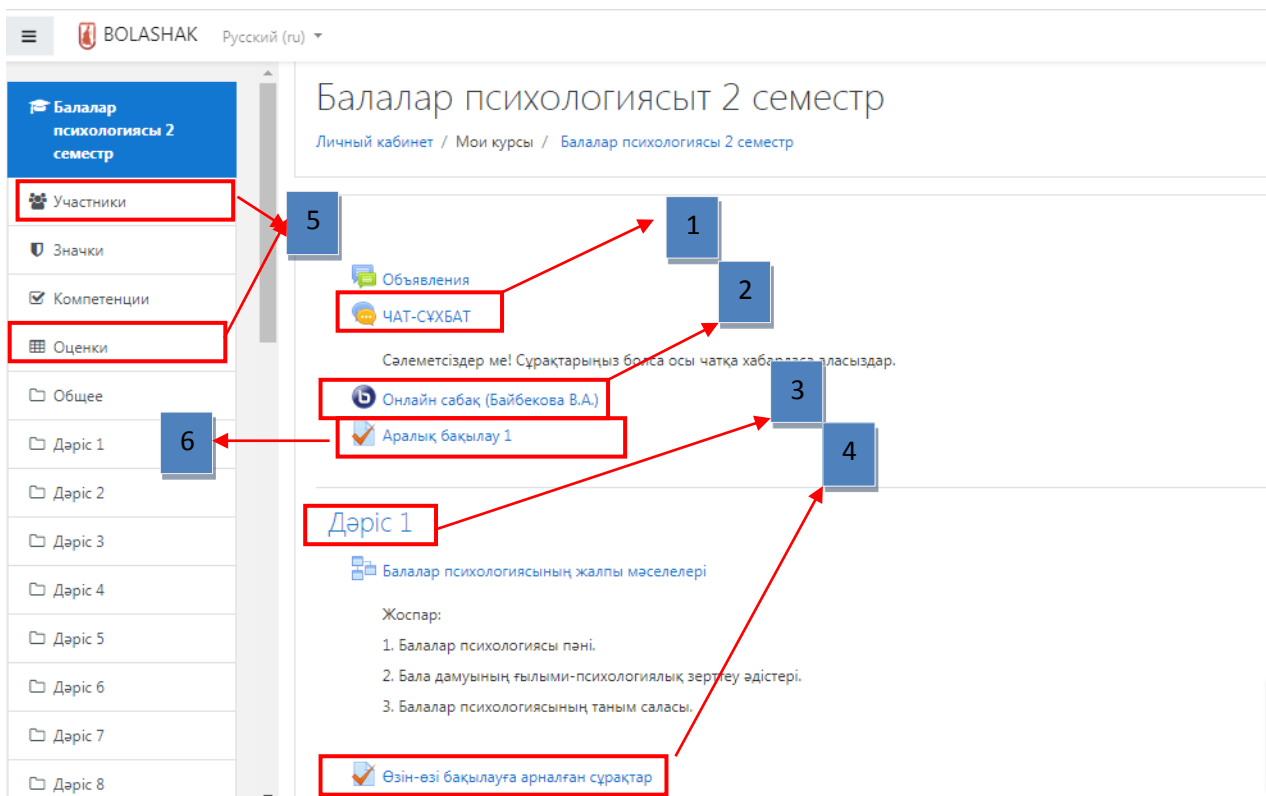 BOLASHAK Русский (ru)
Балалар
психологиясы 2
семестр
Участники
Значки
Компетенции
Оценки
Общее
Дәріс 1
Дәріс 2
Дәріс 3
Дәріс 4
Дәріс 5
Дәріс 6
Дәріс 7
Дәріс 8
Балалар психологиясыт 2 семестр
Личный кабинет / Мои курсы / Балалар психологиясы 2 семестр
5
1
2
3
4
6
Объявления
ЧАТ-СҰХБАТ
Сәлеметсіздер ме! Сұрақтарыңыз болса осы чатқа хабарласа аласыздар.
Онлайн сабақ (Байбекова В.А.)
Аралық бақылау 1
Дәріс 1
Балалар психологиясының жалпы мәселелері
Жоспар:
1. Балалар психологиясы пәні.
2. Бала дамуының ғылыми-психологиялық зерттеу әдістері.
3. Балалар психологиясының таным саласы.
Өзін-өзі бақылауға арналған сұрақтар